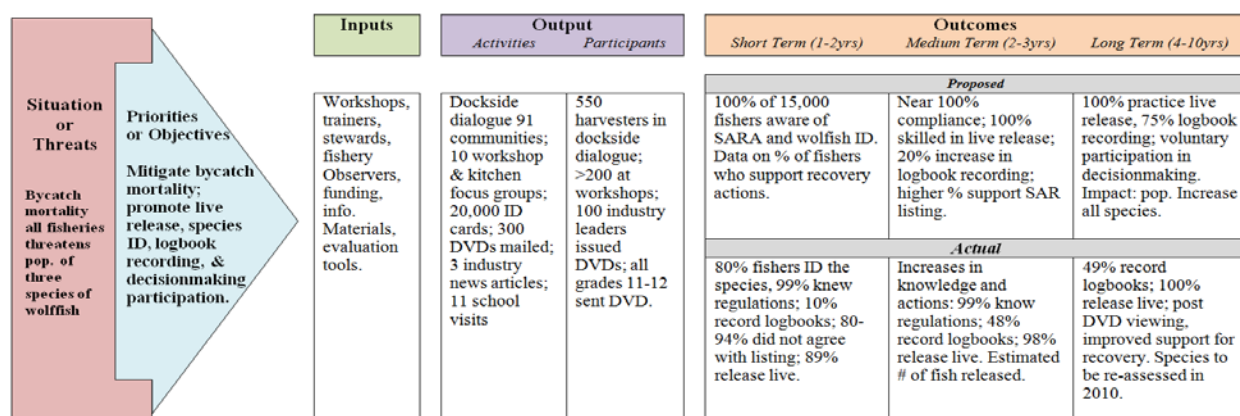 Situation
or
Threats
Bycatch
mortality
all fisheries
threatens
pop. of
three
species of
wolffish
Priorities
or Objectives
Mitigate bycatch
mortality;
promote live
release, species
ID, logbook
recording, &
decisionmaking
participation.
Inputs
Workshops,
trainers,
stewards,
fishery
Observers,
funding,
info.
Materials,
evaluation
tools.
Output
Activities
Participants
Dockside
dialogue 91
communities;
10 workshop
& kitchen
focus groups;
20,000 ID
cards; 300
DVDs mailed;
3 industry
news articles;
11 school
visits
550
harvesters in
dockside
dialogue;
>200 at
workshops;
100 industry
leaders
issued
DVDs; all
grades 11-12
sent DVD.
Outcomes
Short Term (1-2yrs)
Medium Term (2-3yrs)
Long Term (4-10yrs)
Proposed
100% of 15,000
fishers aware of
SARA and wolfish ID.
Data on % of fishers
who support recovery
actions.
Near 100%
compliance; 100%
skilled in live release;
20% increase in
logbook recording;
higher % support SAR
listing.
100% practice live
release, 75% logbook
recording; voluntary
participation in
decisionmaking.
Impact: pop. Increase
all species.
Actual
80% fishers ID the
species, 99% knew
regulations; 10%
record logbooks; 80-
94% did not agree
with listing; 89%
release live.
Increases in
knowledge and
actions: 99% know
regulations; 48%
record logbooks; 98%
release live. Estimated
# of fish released.
49% record
logbooks; 100%
release live; post
DVD viewing,
improved support for
recovery. Species to
be re-assessed in
2010.